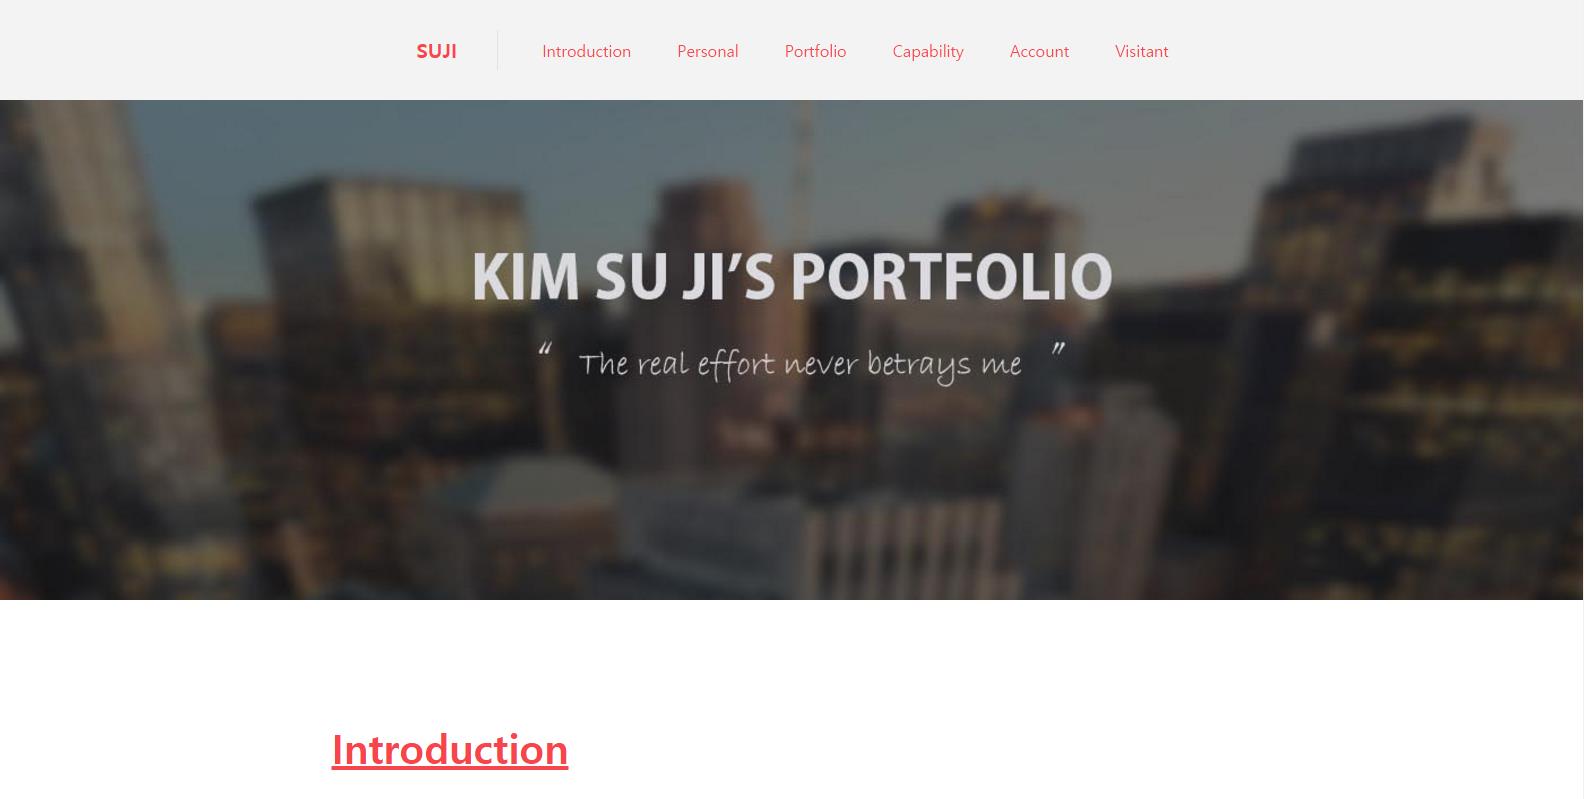 SUJI Introduction Personal Portfolio Capability Account Visitant
KIM SU JI’S PORTFOLIO
“ The real effort never betrays me ”
Introduction